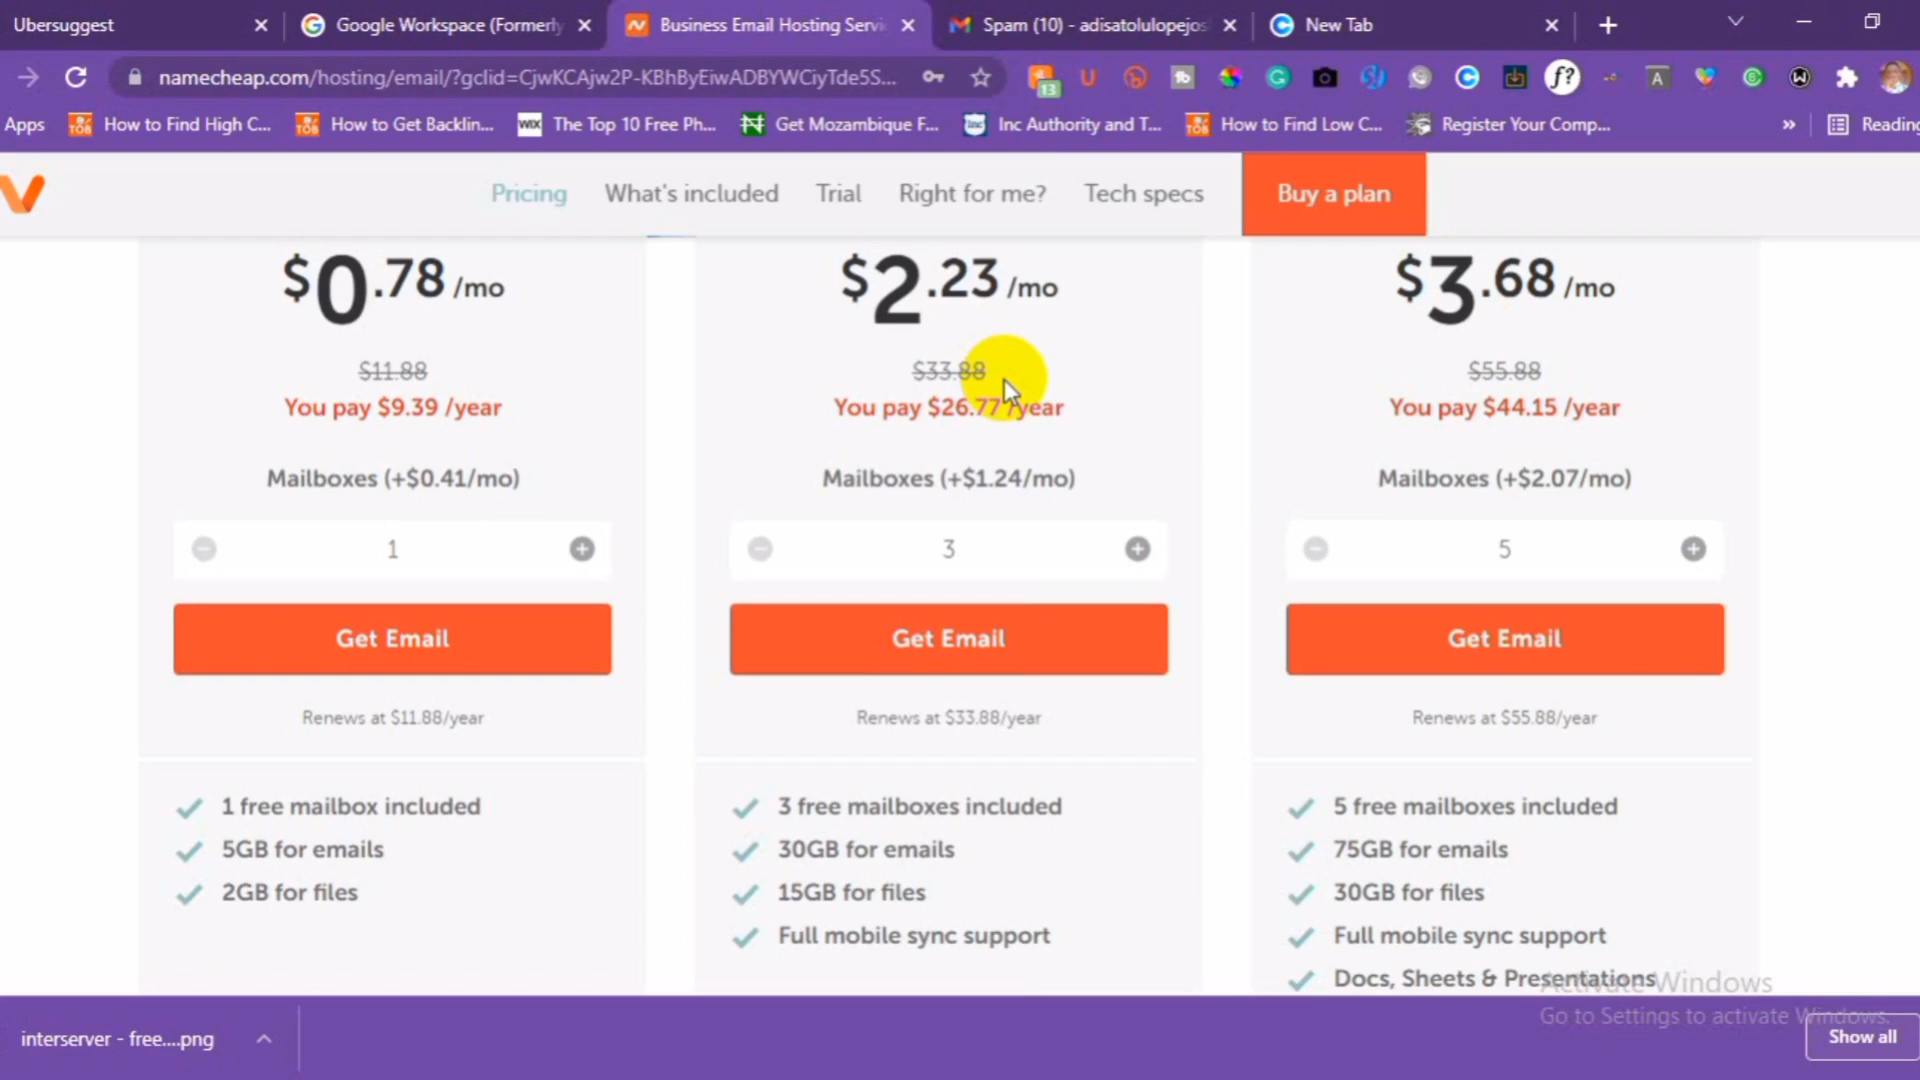 Ubersuggest
Google Workspace (Formerly
Business Email Hosting Servi
Spam (10) - adisatolulopejos
New Tab
namecheap.com/hosting/email/?gclid=CjwKCAjw2P-KBhByEiwADBYWCiyTde5S...
13
Apps
How to Find High C...
How to Get Backlin...
WIX
The Top 10 Free Ph...
Get Mozambique F...
Inc Authority and T...
How to Find Low C...
Register Your Comp...
»
Reading
Pricing
What's included
Trial
Right for me?
Tech specs
Buy a plan
$0.78 /mo
$11.88
You pay $9.39 /year
Mailboxes (+$0.41/mo)
1
Get Email
Renews at $11.88/year
1 free mailbox included
5GB for emails
2GB for files
$2.23 /mo
$33.88
You pay $26.77 /year
Mailboxes (+$1.24/mo)
3
Get Email
Renews at $33.88/year
3 free mailboxes included
30GB for emails
15GB for files
Full mobile sync support
$3.68 /mo
$55.88
You pay $44.15 /year
Mailboxes (+$2.07/mo)
5
Get Email
Renews at $55.88/year
5 free mailboxes included
75GB for emails
30GB for files
Full mobile sync support
Docs, Sheets & Presentations
Activate Windows
Go to Settings to activate Windows.
interserver - free....png
Show all